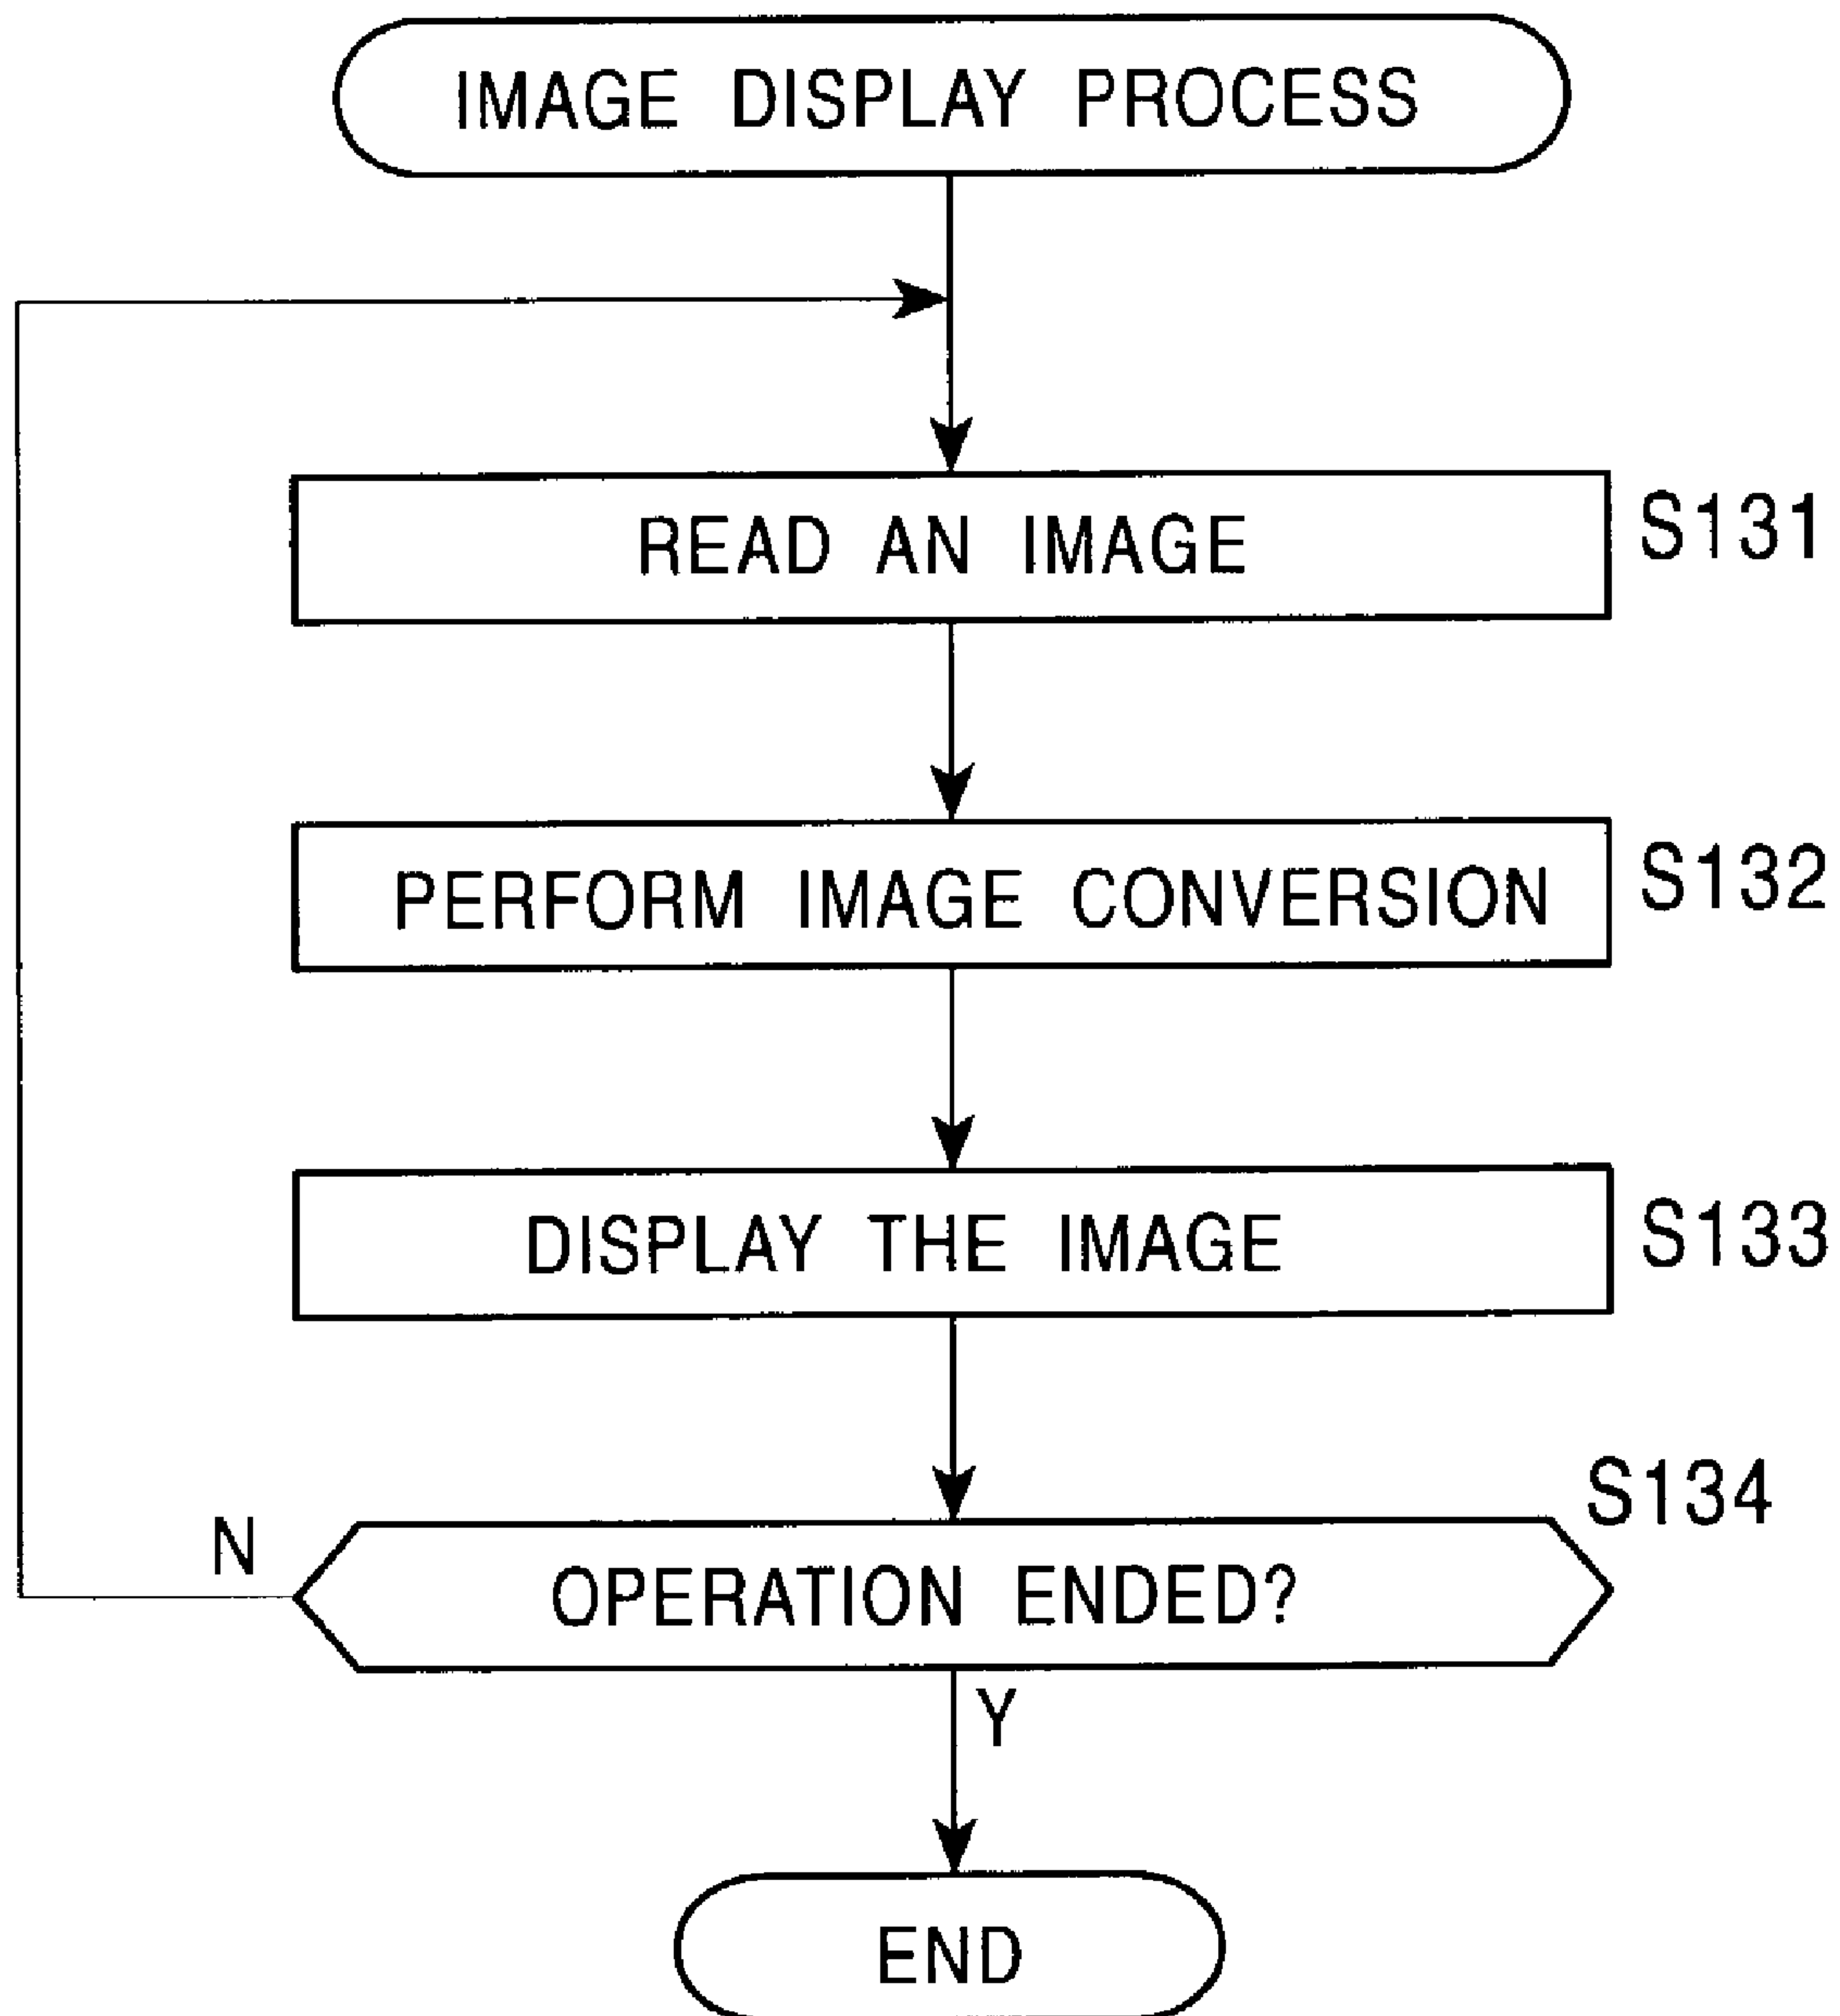 IMAGE DISPLAY PROCESS
READ AN IMAGE
S131
PERFORM IMAGE CONVERSION
S132
DISPLAY THE IMAGE
S133
S134
N
OPERATION ENDED?
Y
END